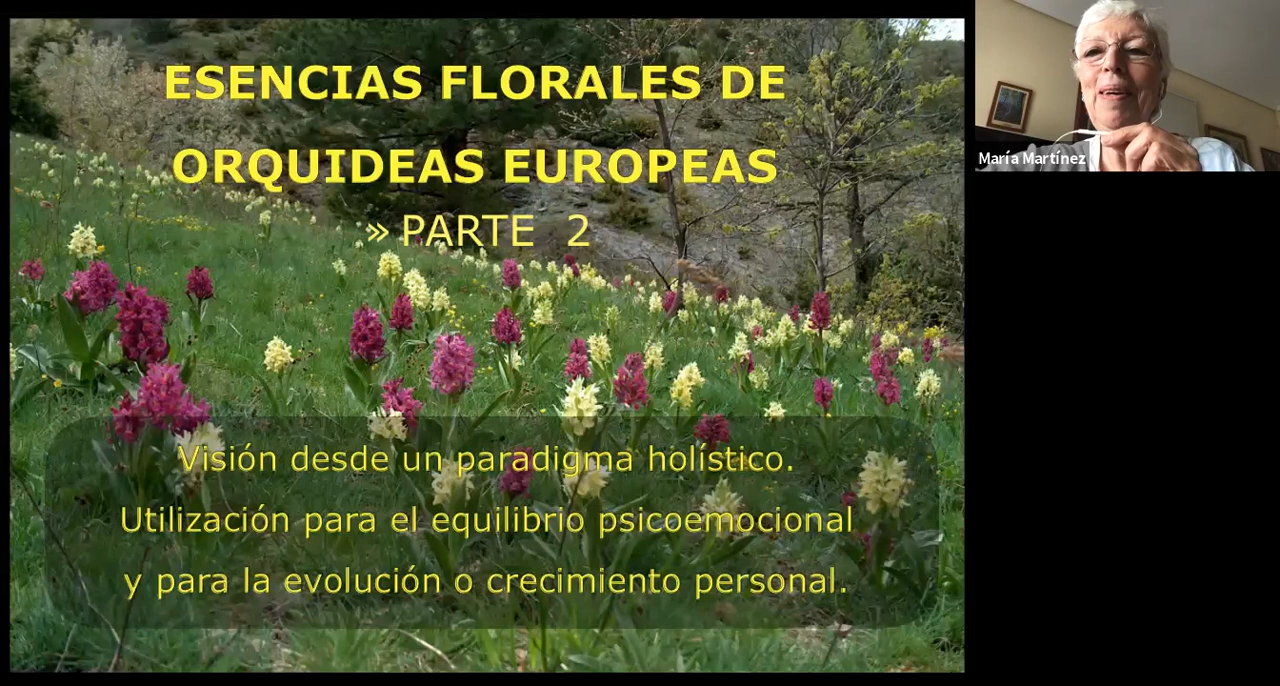 ESENCIAS FLORALES DE
ORQUIDEAS EUROPEAS
» PARTE 2
Visión desde un paradigma holístico.
Utilización para el equilibrio psicoemocional
y para la evolución o crecimiento personal.
María Martínez